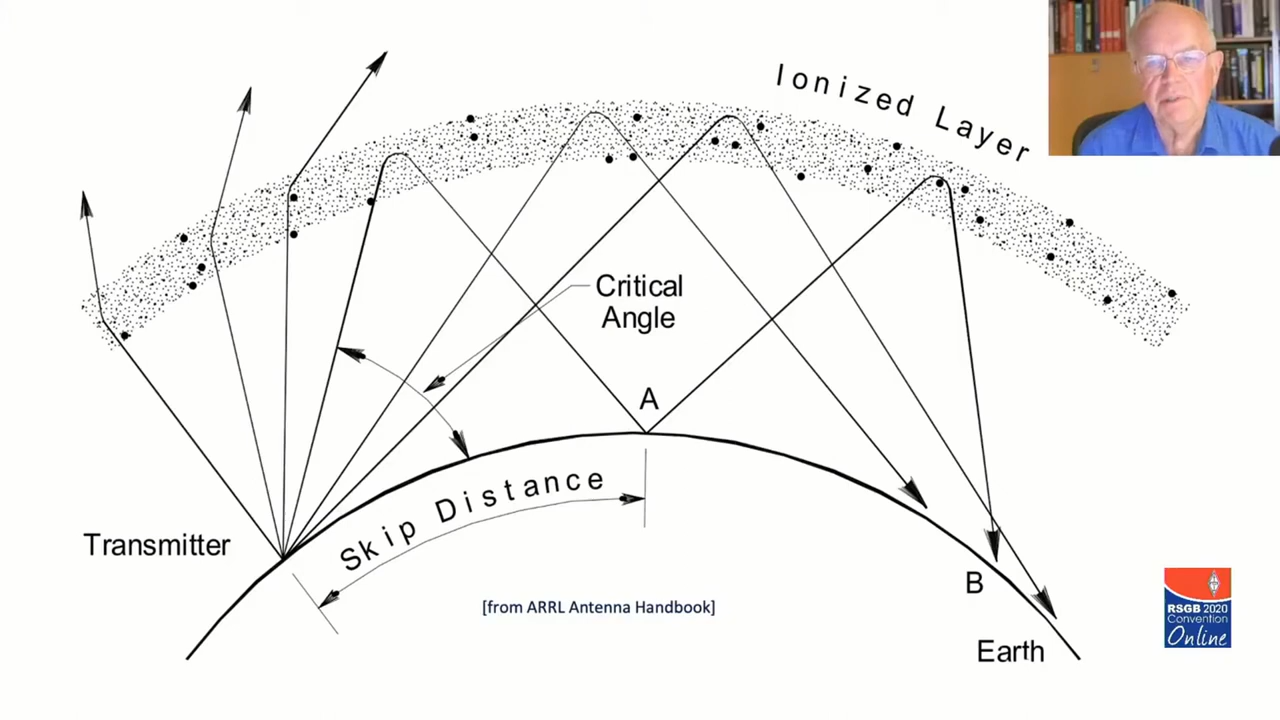 Ionized Layer
Critical
Angle
A
Skip Distance
Transmitter
B
[from ARRL Antenna Handbook]
Earth
RSGB 2020
Convention
Online